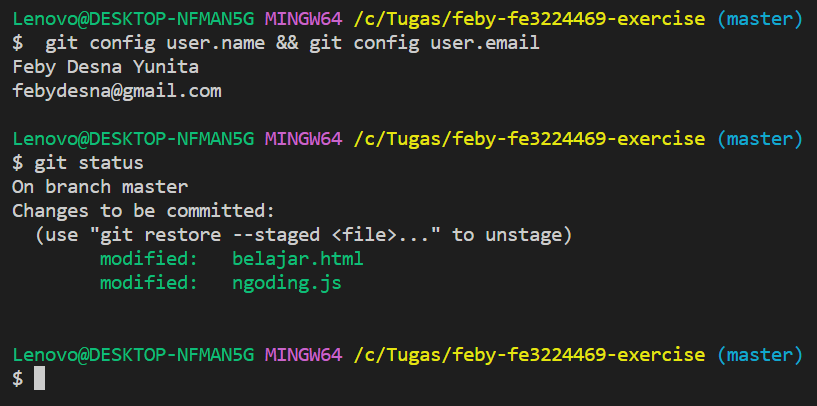 Lenovo@DESKTOP-NFMAN5G MINGW64 /c/Tugas/feby-fe3224469-exercise (master)
$  git config user.name && git config user.email
Feby Desna Yunita
febydesna@gmail.com

Lenovo@DESKTOP-NFMAN5G MINGW64 /c/Tugas/feby-fe3224469-exercise (master)
$ git status
On branch master
Changes to be committed:
  (use "git restore --staged <file>..." to unstage)
        modified:   belajar.html
        modified:   ngoding.js

Lenovo@DESKTOP-NFMAN5G MINGW64 /c/Tugas/feby-fe3224469-exercise (master)
$